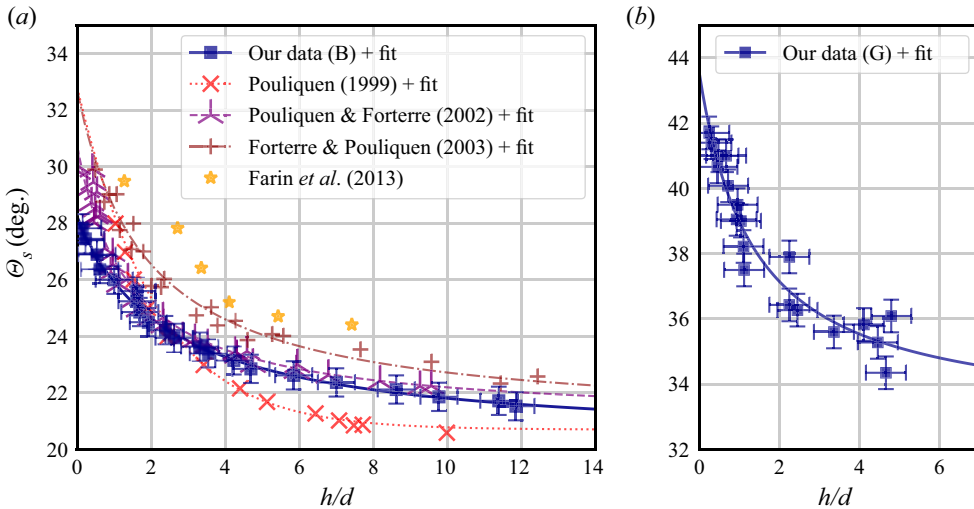 (a)
Our data (B) + fit
Pouliquen (1999) + fit
Pouliquen & Forterre (2002) + fit
Forterre & Pouliquen (2003) + fit
Farin et al. (2013)
34
32
30
28
26
24
22
20
Θs (deg.)
0 2 4 6 8 10 12 14
h/d
(b)
Our data (G) + fit
44
42
40
38
36
34
32
0 2 4 6
h/d